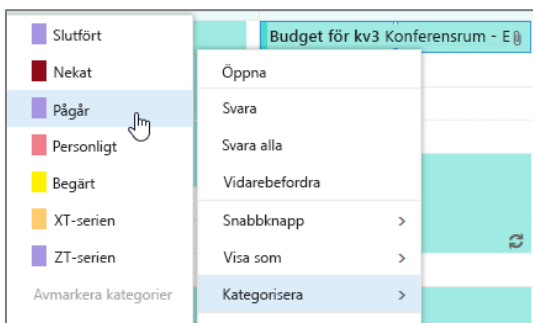 Slutfört
Nekat
Pågår
Personligt
Begärt
XT-serien
ZT-serien
Avmarkera kategorier
Budget för kv3 Konferensrum - E
Öppna
Svara
Svara alla
Vidarebefordra
Snabbknapp
Visa som
Kategorisera